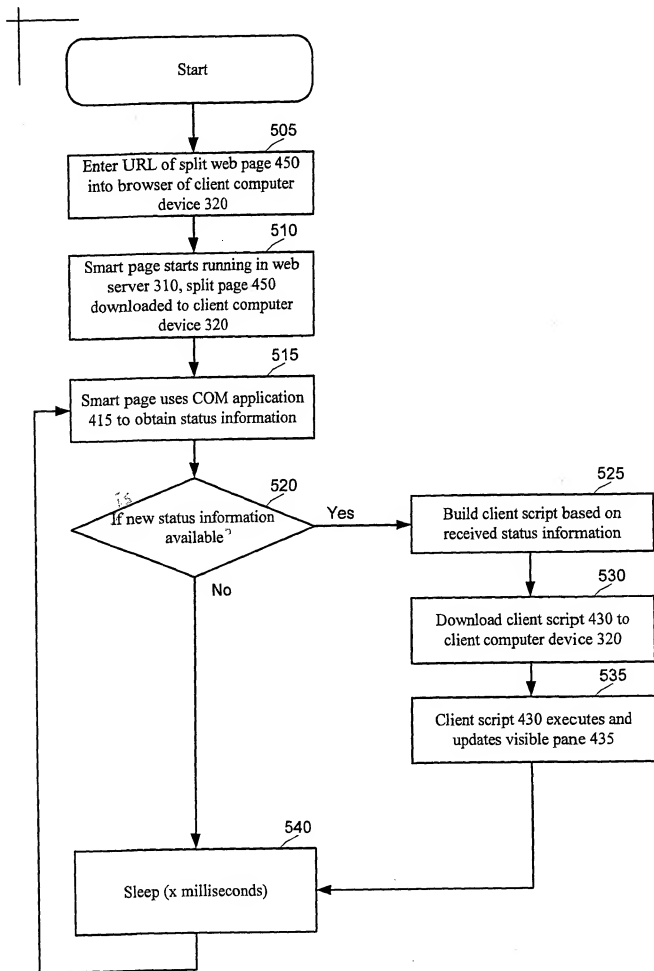 Start
505
Enter URL of split web page 450
into browser of client computer
device 320
510
Smart page starts running in web
server 310, split page 450
downloaded to client computer
device 320
515
Smart page uses COM application
415 to obtain status information
520
Is
If new status information
available?
Yes
No
525
Build client script based on
received status information
530
Download client script 430 to
client computer device 320
535
Client script 430 executes and
updates visible pane 435
540
Sleep (x milliseconds)